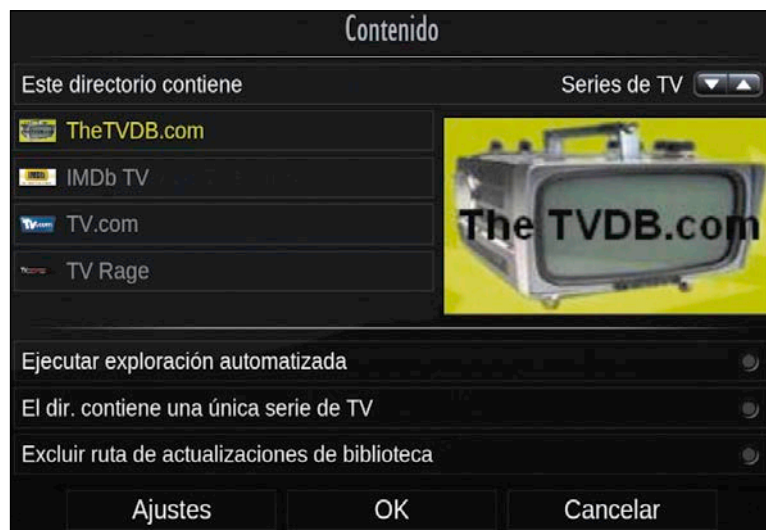 Contenido
Este directorio contiene
Series de TV
TheTVDB.com
IMDb TV
TV.com
TV Rage
The TVDB.com
Ejecutar exploración automatizada
El dir. contiene una única serie de TV
Excluir ruta de actualizaciones de biblioteca
Ajustes
OK
Cancelar